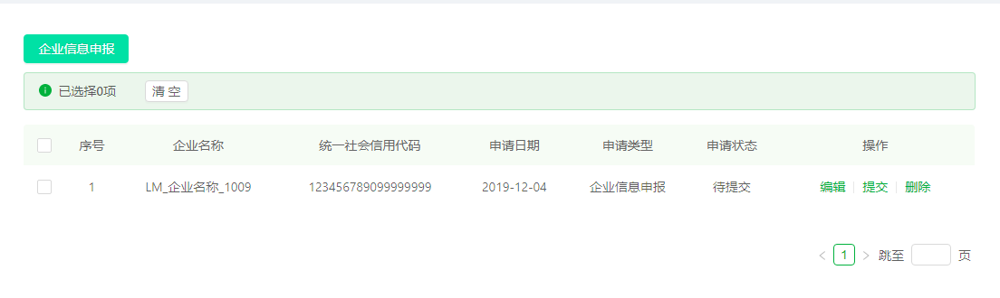 企业信息申报
已选择0项 清 空
序号 企业名称 统一社会信用代码 申请日期 申请类型 申请状态 操作
1 LM_企业名称_1009 123456789099999999 2019-12-04 企业信息申报 待提交 编辑 提交 删除
1 跳至 页